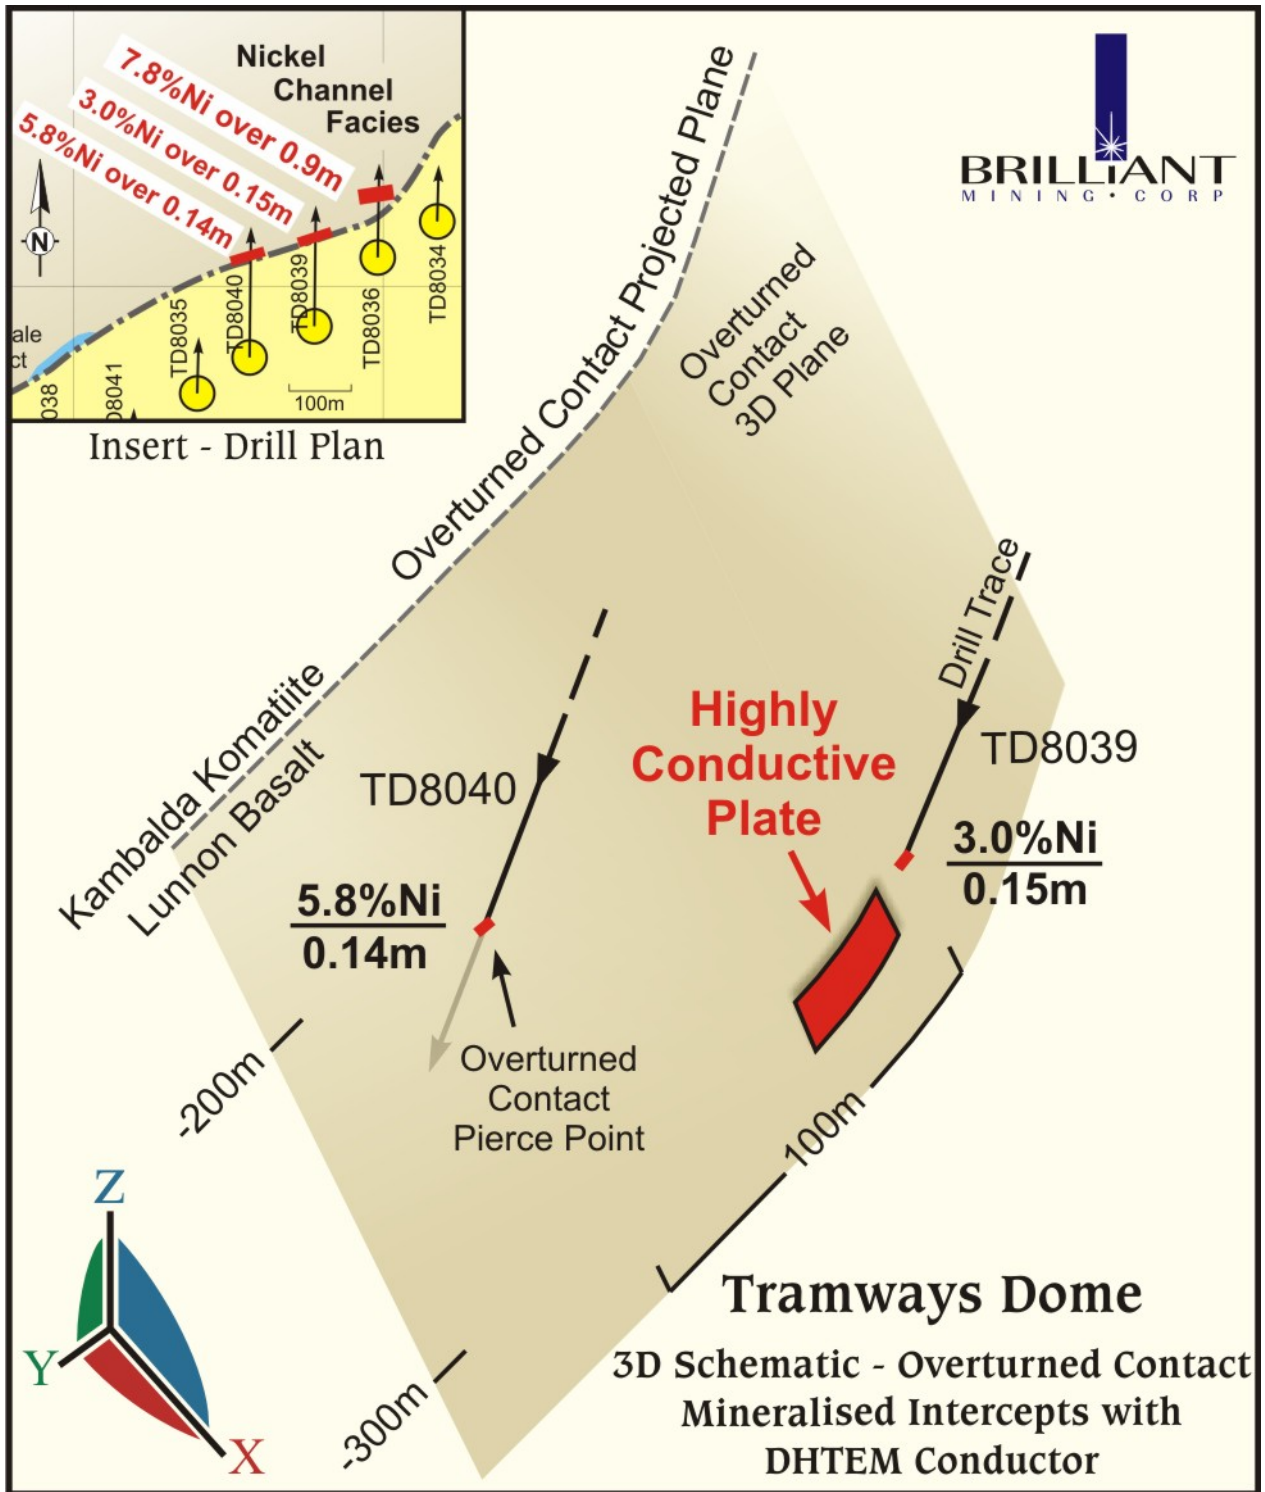 Nickel
Channel
Facies
7.8%Ni over 0.9m
3.0%Ni over 0.15m
5.8%Ni over 0.14m
N
TD8034
TD8036
TD8039
TD8040
TD8035
D8041
038
ale
ct
100m
Insert - Drill Plan
BRILLiANT
MINING • CORP
Overturned Contact Projected Plane
Overturned
Contact
3D Plane
Kambalda Komatiite
Lunnon Basalt
Drill Trace
TD8039
3.0%Ni
0.15m
Highly
Conductive
Plate
TD8040
5.8%Ni
0.14m
Overturned
Contact
Pierce Point
-200m
-300m
100m
Z
Y
X
Tramways Dome
3D Schematic - Overturned Contact
Mineralised Intercepts with
DHTEM Conductor